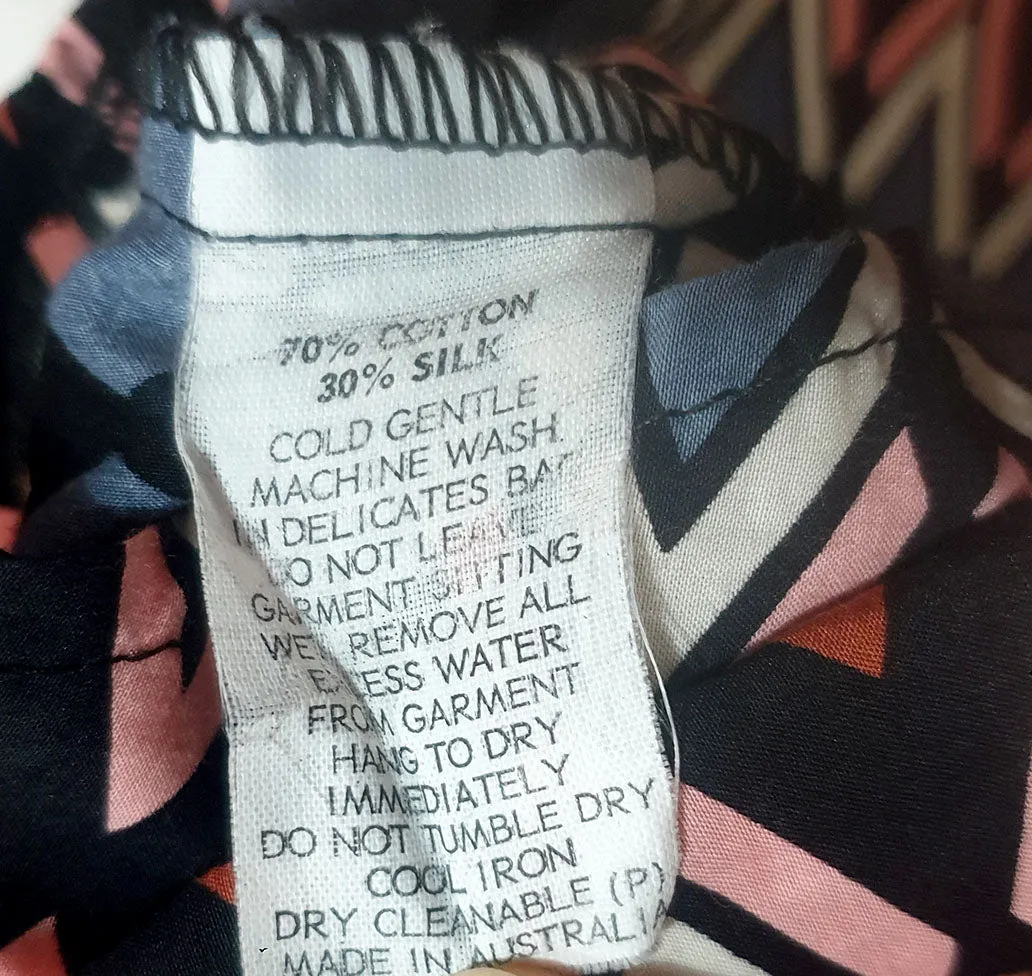 70% COTTON
30% SILK
COLD GENTLE
MACHINE WASH
IN DELICATES BAG
DO NOT LEAVE
GARMENT SITTING
WET REMOVE ALL
EXCESS WATER
FROM GARMENT
HANG TO DRY
IMMEDIATELY
DO NOT TUMBLE DRY
COOL IRON
DRY CLEANABLE (P)
MADE IN AUSTRALIA